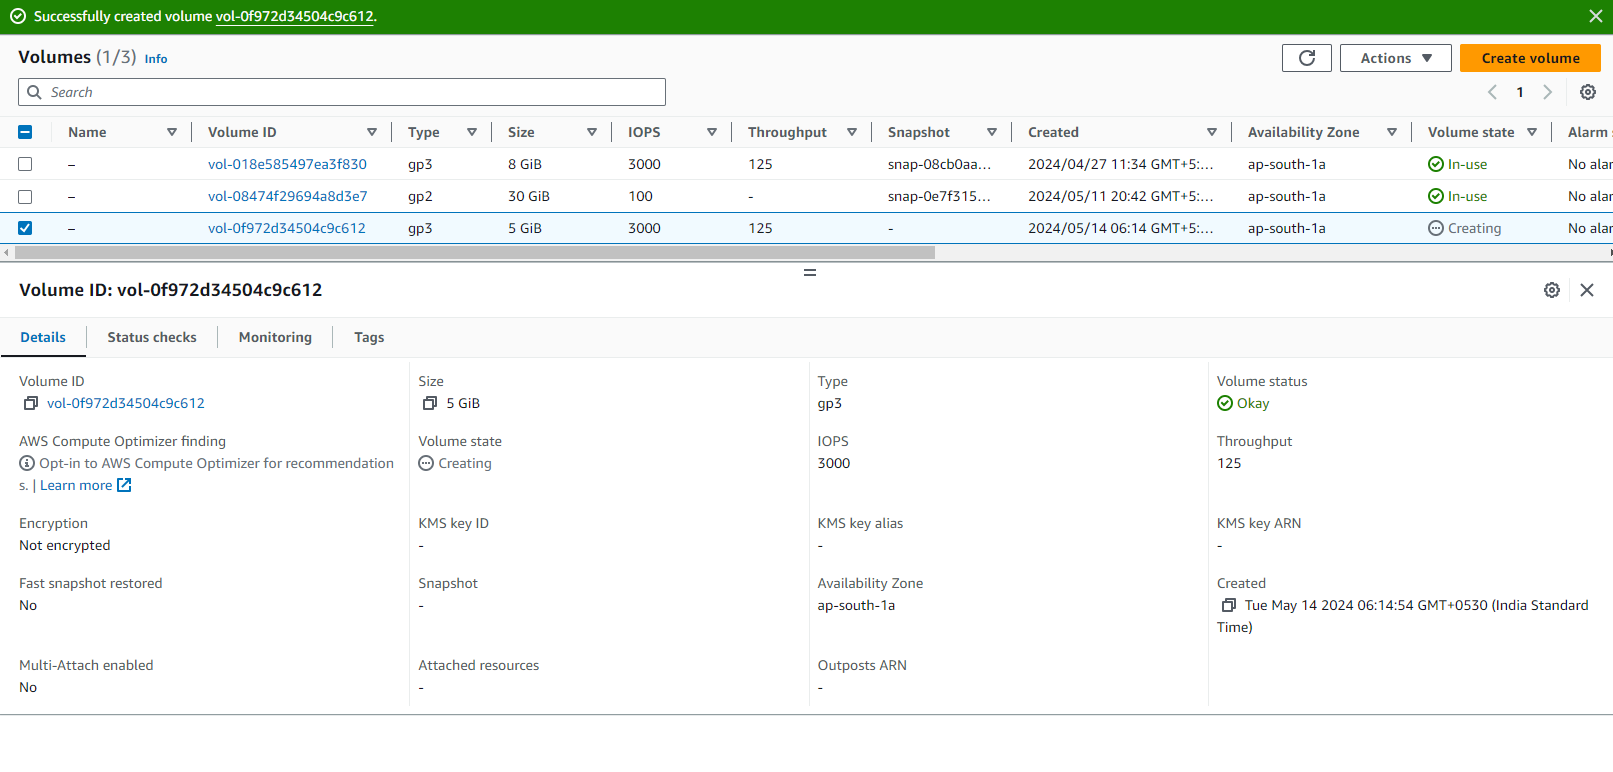 Successfully created volume vol-0f972d34504c9c612.
Volumes (1/3) Info
Actions Create volume
Search
1
Name Volume ID Type Size IOPS Throughput Snapshot Created Availability Zone Volume state Alarm
– vol-018e585497ea3f830 gp3 8 GiB 3000 125 snap-08cb0aa... 2024/04/27 11:34 GMT+5:... ap-south-1a In-use No alar
– vol-08474f29694a8d3e7 gp2 30 GiB 100 - snap-0e7f315... 2024/05/11 20:42 GMT+5:... ap-south-1a In-use No alar
– vol-0f972d34504c9c612 gp3 5 GiB 3000 125 - 2024/05/14 06:14 GMT+5:... ap-south-1a Creating No alar
Volume ID: vol-0f972d34504c9c612
Details Status checks Monitoring Tags
Volume ID Size Type Volume status
vol-0f972d34504c9c612 5 GiB gp3 Okay
AWS Compute Optimizer finding Volume state IOPS Throughput
Opt-in to AWS Compute Optimizer for recommendation Creating 3000 125
s. | Learn more
Encryption KMS key ID KMS key alias KMS key ARN
Not encrypted - - -
Fast snapshot restored Snapshot Availability Zone Created
No - ap-south-1a Tue May 14 2024 06:14:54 GMT+0530 (India Standard
Time)
Multi-Attach enabled Attached resources Outposts ARN
No - -